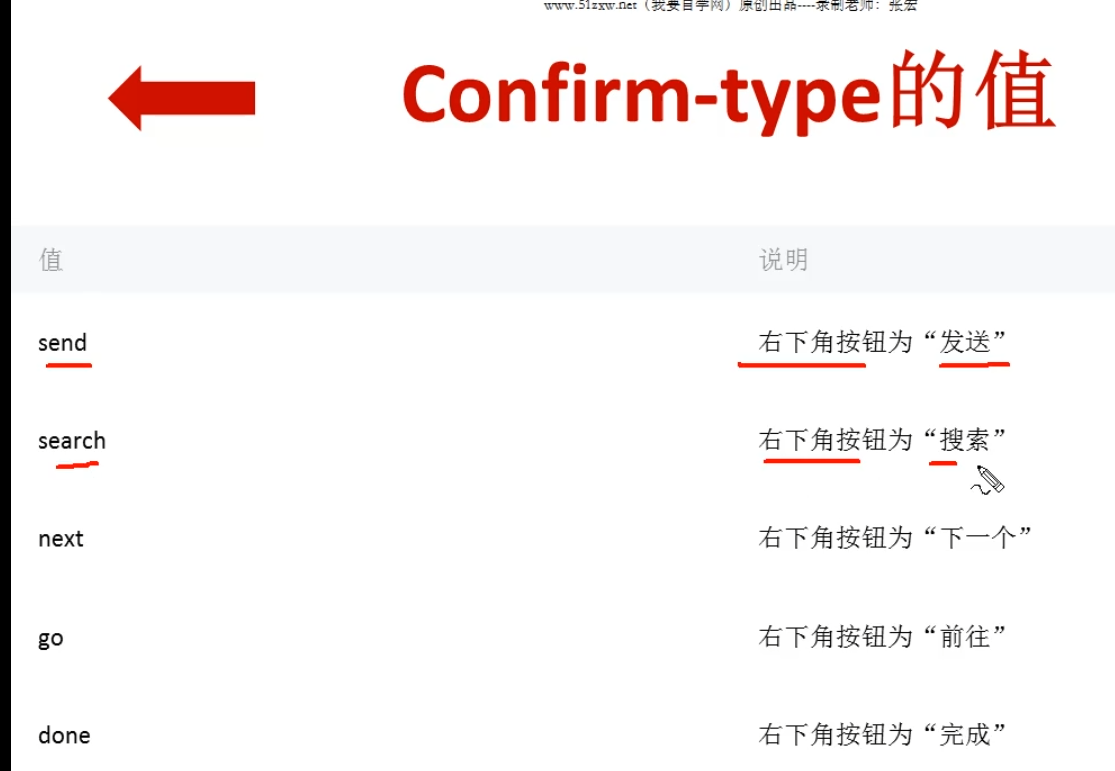 www.51zxw.net（我要自学网）原创出品----录制老师：张宏
Confirm-type的值
值 说明
send 右下角按钮为“发送”
search 右下角按钮为“搜索”
next 右下角按钮为“下一个”
go 右下角按钮为“前往”
done 右下角按钮为“完成”